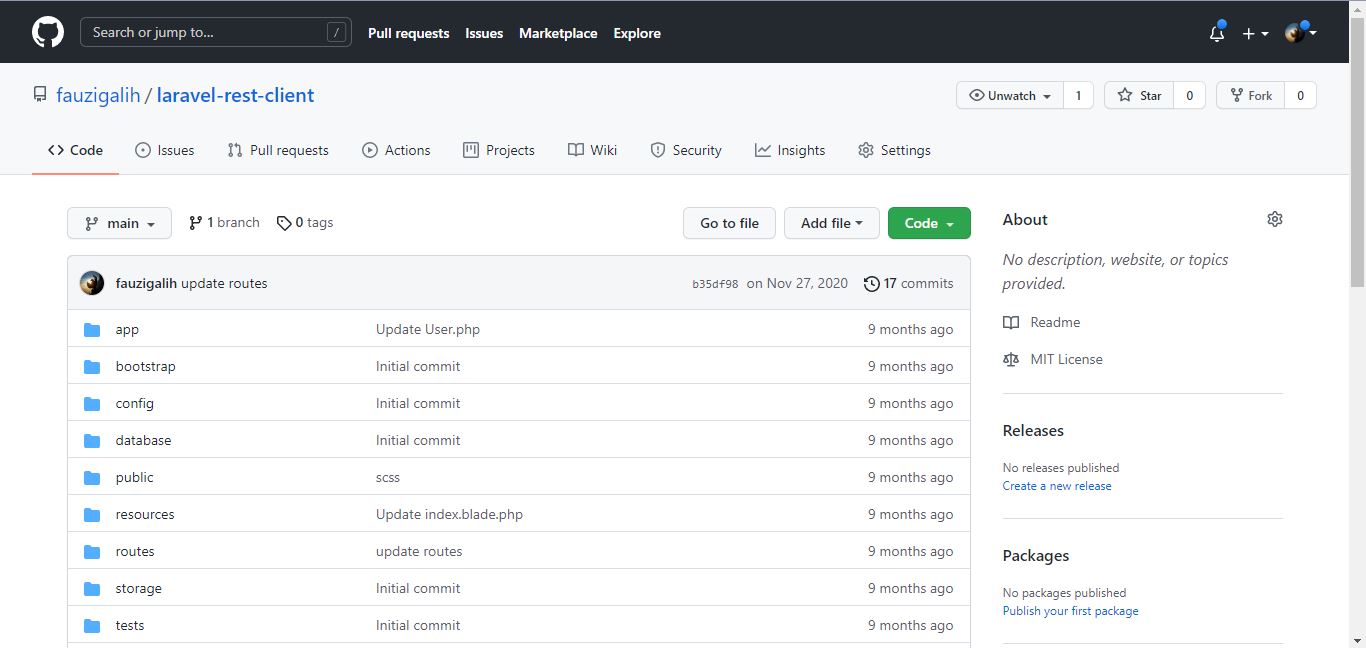 Search or jump to... / Pull requests Issues Marketplace Explore
fauzigalih / laravel-rest-client Unwatch 1 Star 0 Fork 0
Code Issues Pull requests Actions Projects Wiki Security Insights Settings
main 1 branch 0 tags Go to file Add file Code
fauzigalih update routes b35df98 on Nov 27, 2020 17 commits
app Update User.php 9 months ago
bootstrap Initial commit 9 months ago
config Initial commit 9 months ago
database Initial commit 9 months ago
public scss 9 months ago
resources Update index.blade.php 9 months ago
routes update routes 9 months ago
storage Initial commit 9 months ago
tests Initial commit 9 months ago
About
No description, website, or topics
provided.
Readme
MIT License
Releases
No releases published
Create a new release
Packages
No packages published
Publish your first package